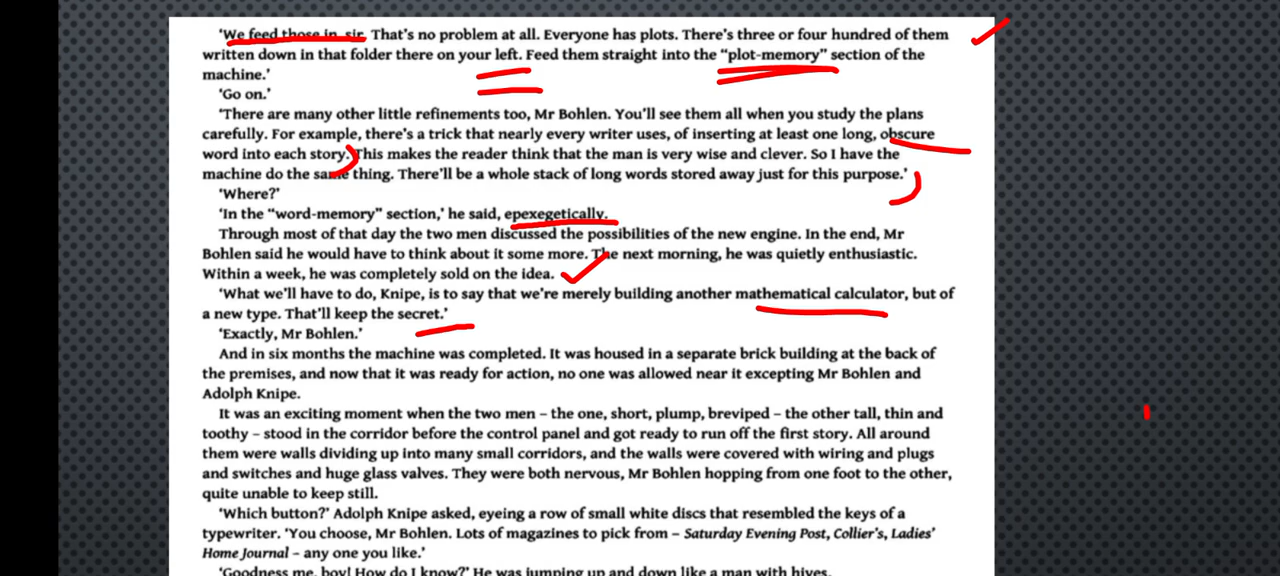 ‘We feed those in, sir. That’s no problem at all. Everyone has plots. There’s three or four hundred of them
written down in that folder there on your left. Feed them straight into the “plot-memory” section of the
machine.’
‘Go on.’
‘There are many other little refinements too, Mr Bohlen. You’ll see them all when you study the plans
carefully. For example, there’s a trick that nearly every writer uses, of inserting at least one long, obscure
word into each story. This makes the reader think that the man is very wise and clever. So I have the
machine do the same thing. There’ll be a whole stack of long words stored away just for this purpose.’
‘Where?’
‘In the “word-memory” section,’ he said, epexegetically.
Through most of that day the two men discussed the possibilities of the new engine. In the end, Mr
Bohlen said he would have to think about it some more. The next morning, he was quietly enthusiastic.
Within a week, he was completely sold on the idea.
‘What we’ll have to do, Knipe, is to say that we’re merely building another mathematical calculator, but of
a new type. That’ll keep the secret.’
‘Exactly, Mr Bohlen.’
And in six months the machine was completed. It was housed in a separate brick building at the back of
the premises, and now that it was ready for action, no one was allowed near it excepting Mr Bohlen and
Adolph Knipe.
It was an exciting moment when the two men – the one, short, plump, breviped – the other tall, thin and
toothy – stood in the corridor before the control panel and got ready to run off the first story. All around
them were walls dividing up into many small corridors, and the walls were covered with wiring and plugs
and switches and huge glass valves. They were both nervous, Mr Bohlen hopping from one foot to the other,
quite unable to keep still.
‘Which button?’ Adolph Knipe asked, eyeing a row of small white discs that resembled the keys of a
typewriter. ‘You choose, Mr Bohlen. Lots of magazines to pick from – Saturday Evening Post, Collier’s, Ladies’
Home Journal – any one you like.’
‘Goodness me, boy! How do I know?’ He was jumping up and down like a man with hives.